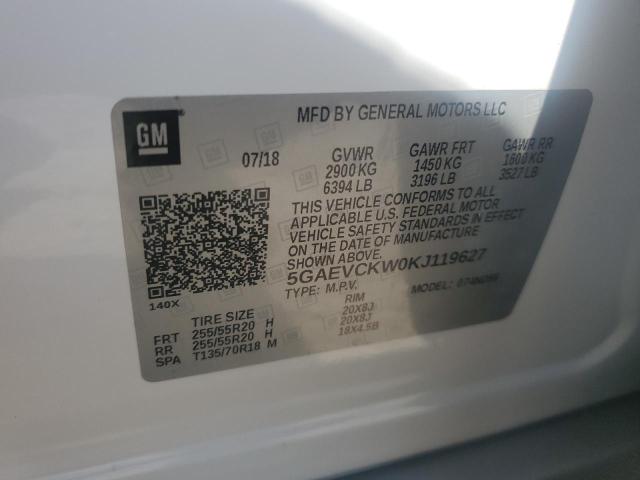 MFD BY GENERAL MOTORS LLC
GM
07/18 GVWR GAWR FRT GAWR RR
2900 KG 1450 KG 1600 KG
6394 LB 3196 LB 3527 LB
THIS VEHICLE CONFORMS TO ALL
APPLICABLE U.S. FEDERAL MOTOR
VEHICLE SAFETY STANDARDS IN EFFECT
ON THE DATE OF MANUFACTURE
SHOWN ABOVE.
5GAEVCKW0KJ119627
TYPE: M.P.V. MODEL:
140X
TIRE SIZE RIM
FRT 255/55R20 H 20X8J
RR 255/55R20 H 20X8J
SPA T135/70R18 M 18X4.5B